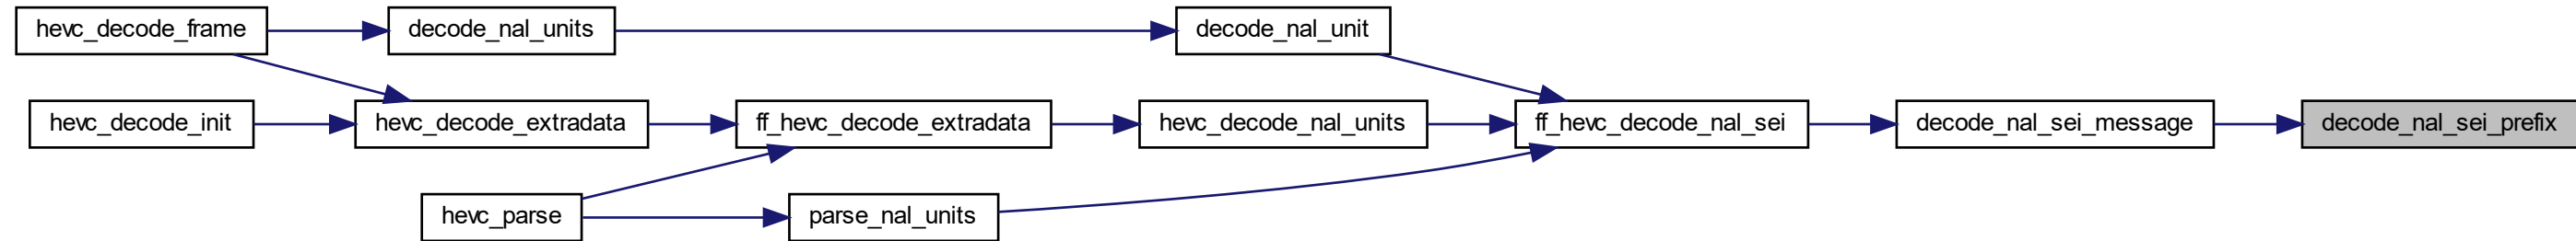 hevc_decode_frame
decode_nal_units
decode_nal_unit
hevc_decode_init
hevc_decode_extradata
ff_hevc_decode_extradata
hevc_decode_nal_units
ff_hevc_decode_nal_sei
decode_nal_sei_message
decode_nal_sei_prefix
hevc_parse
parse_nal_units